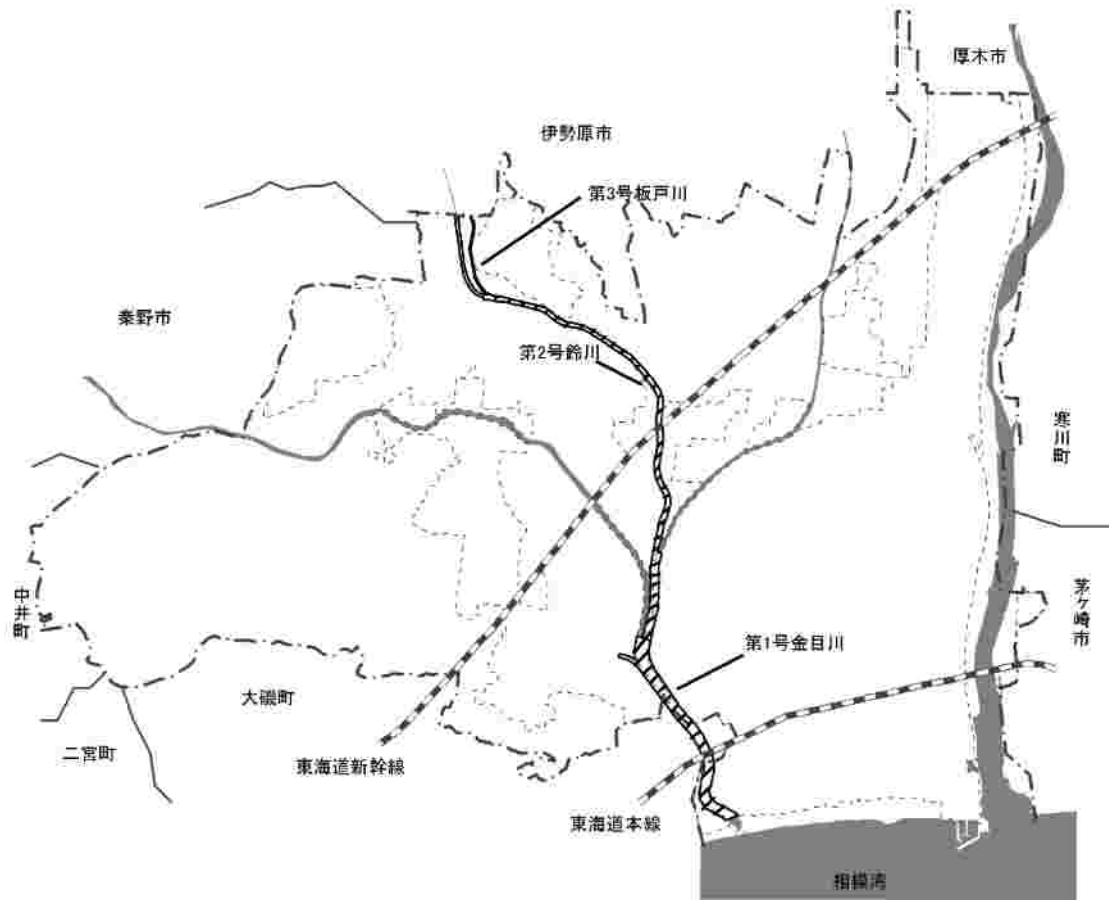 厚木市
伊勢原市
第3号板戸川
秦野市
第2号鈴川
寒川町
中井町
茅ヶ崎市
第1号金目川
大磯町
二宮町
東海道新幹線
東海道本線
相模湾